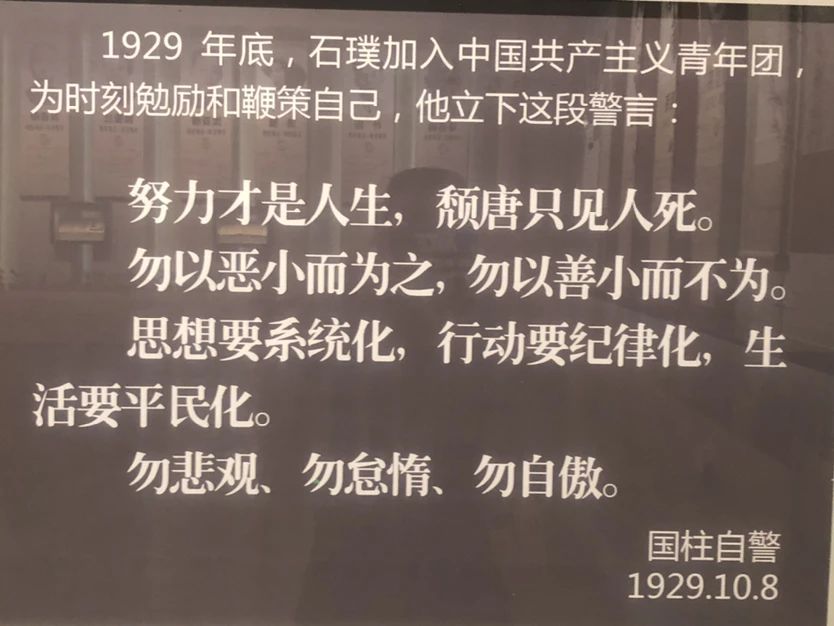 1929 年底，石璞加入中国共产主义青年团，
为时刻勉励和鞭策自己，他立下这段警言：
努力才是人生，颓唐只见人死。
勿以恶小而为之，勿以善小而不为。
思想要系统化，行动要纪律化，生
活要平民化。
勿悲观、勿怠惰、勿自傲。
国柱自警
1929.10.8